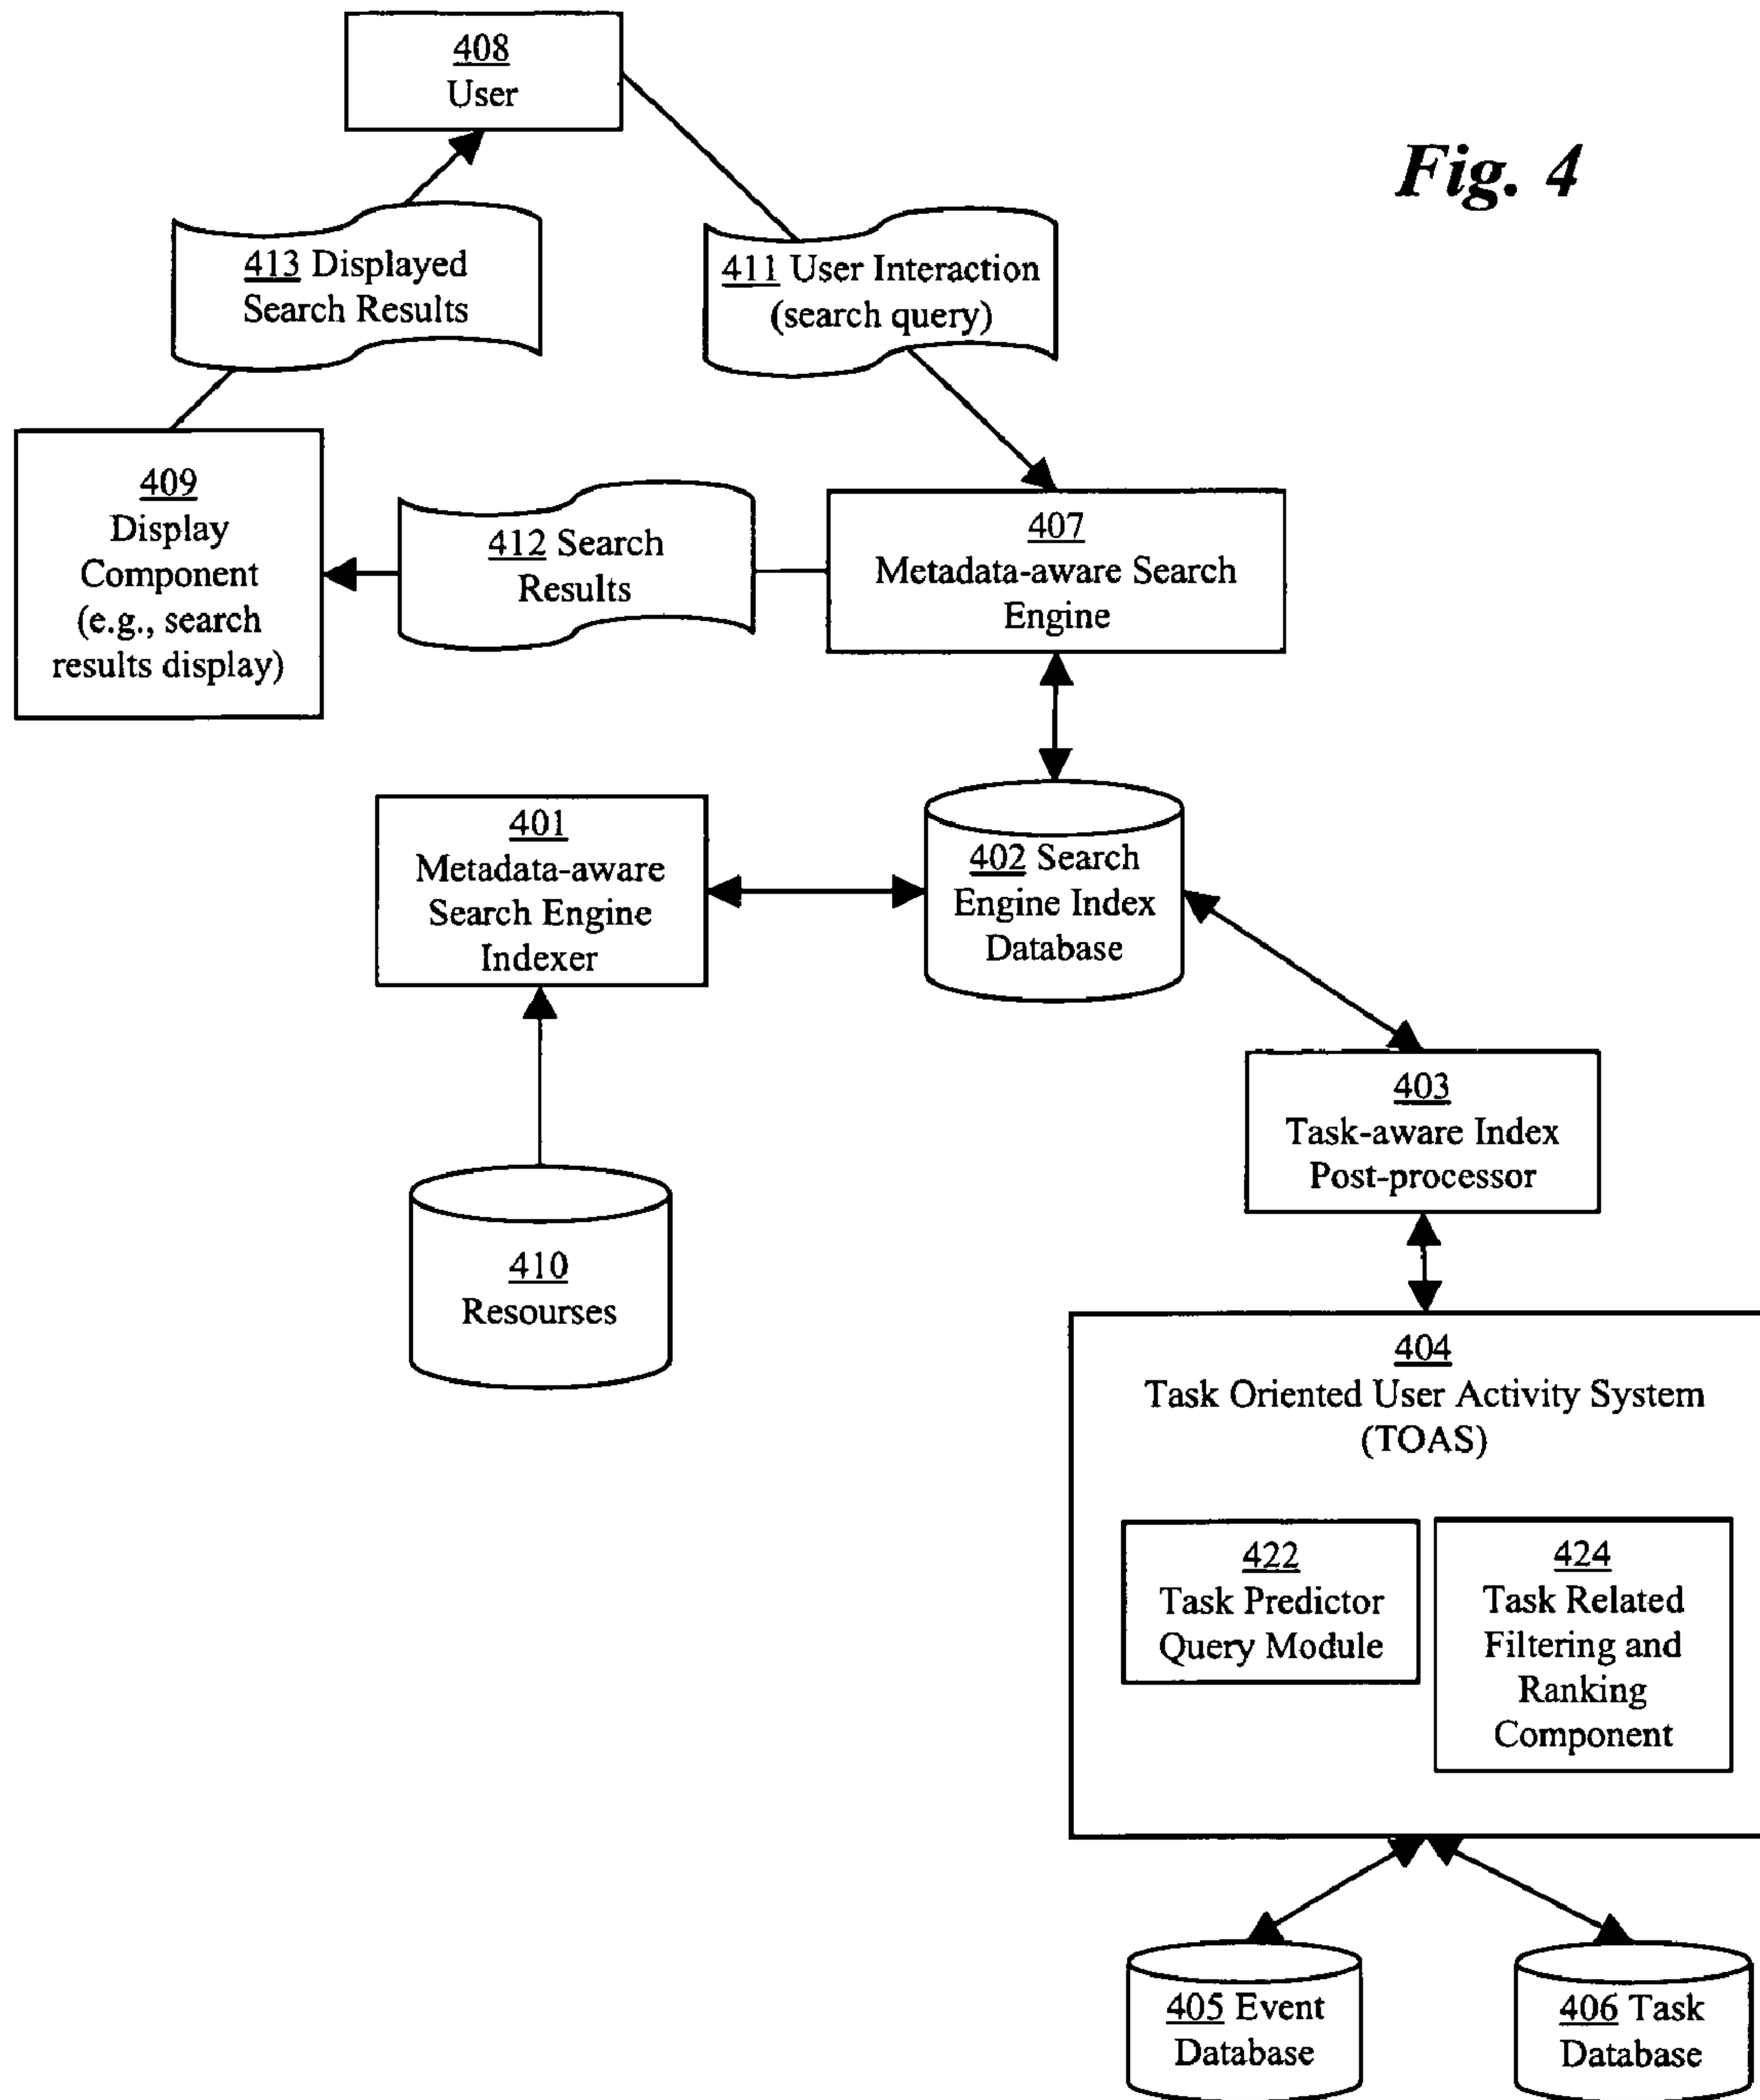 408
User
Fig. 4
413 Displayed
Search Results
411 User Interaction
(search query)
409
Display
Component
(e.g., search
results display)
412 Search
Results
407
Metadata-aware Search
Engine
401
Metadata-aware
Search Engine
Indexer
402 Search
Engine Index
Database
403
Task-aware Index
Post-processor
410
Resourses
404
Task Oriented User Activity System
(TOAS)
422
Task Predictor
Query Module
424
Task Related
Filtering and
Ranking
Component
405 Event
Database
406 Task
Database